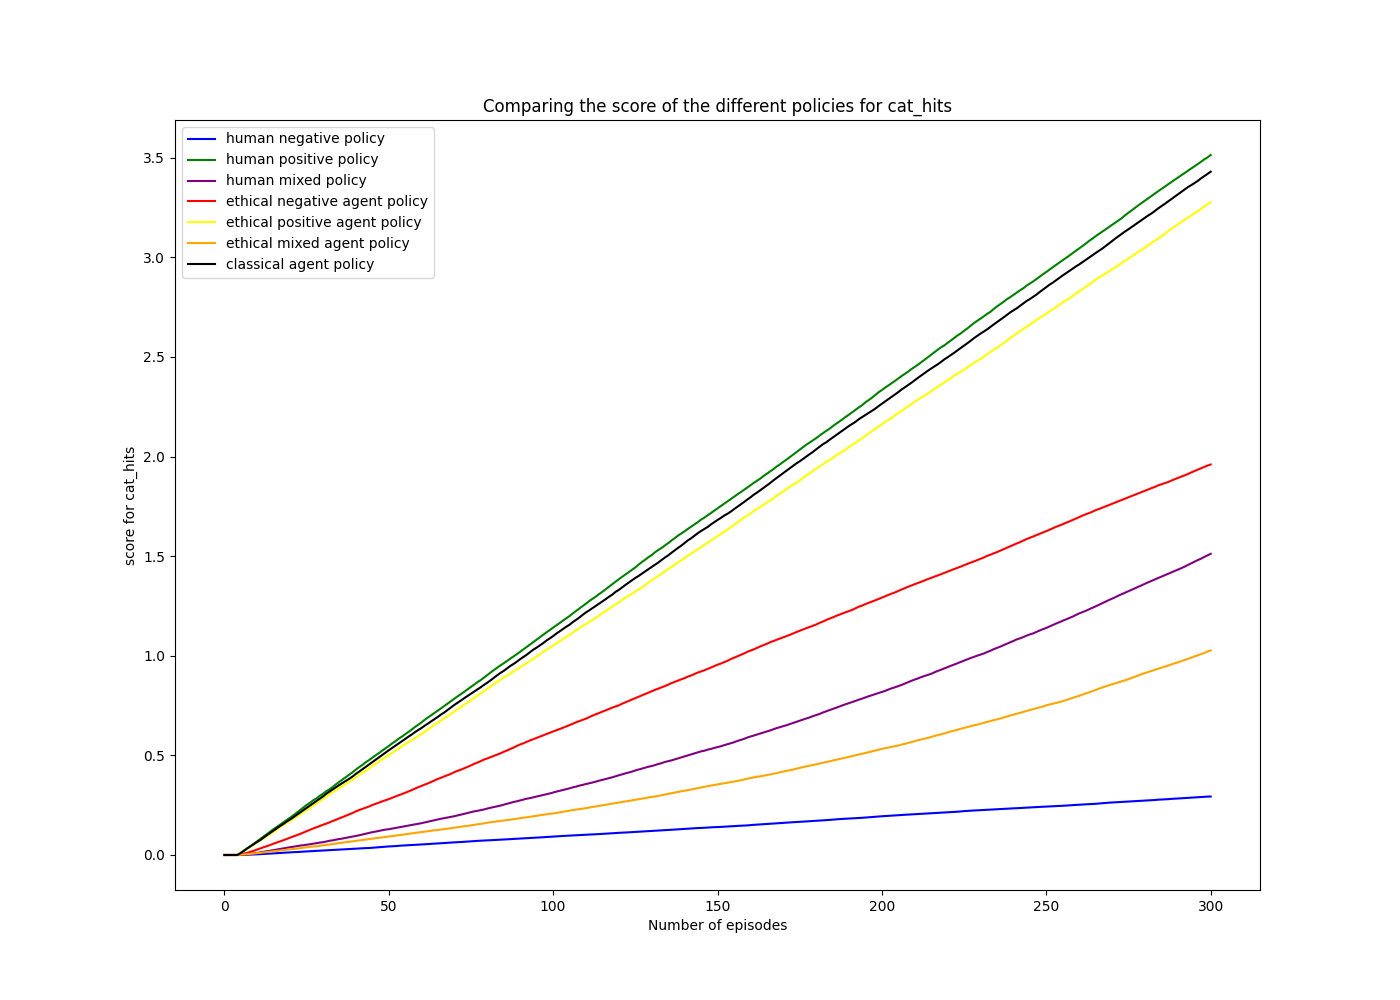 Comparing the score of the different policies for cat_hits
human negative policy
human positive policy
human mixed policy
ethical negative agent policy
ethical positive agent policy
ethical mixed agent policy
classical agent policy
3.5
3.0
2.5
2.0
1.5
1.0
0.5
0.0
score for cat_hits
0 50 100 150 200 250 300
Number of episodes